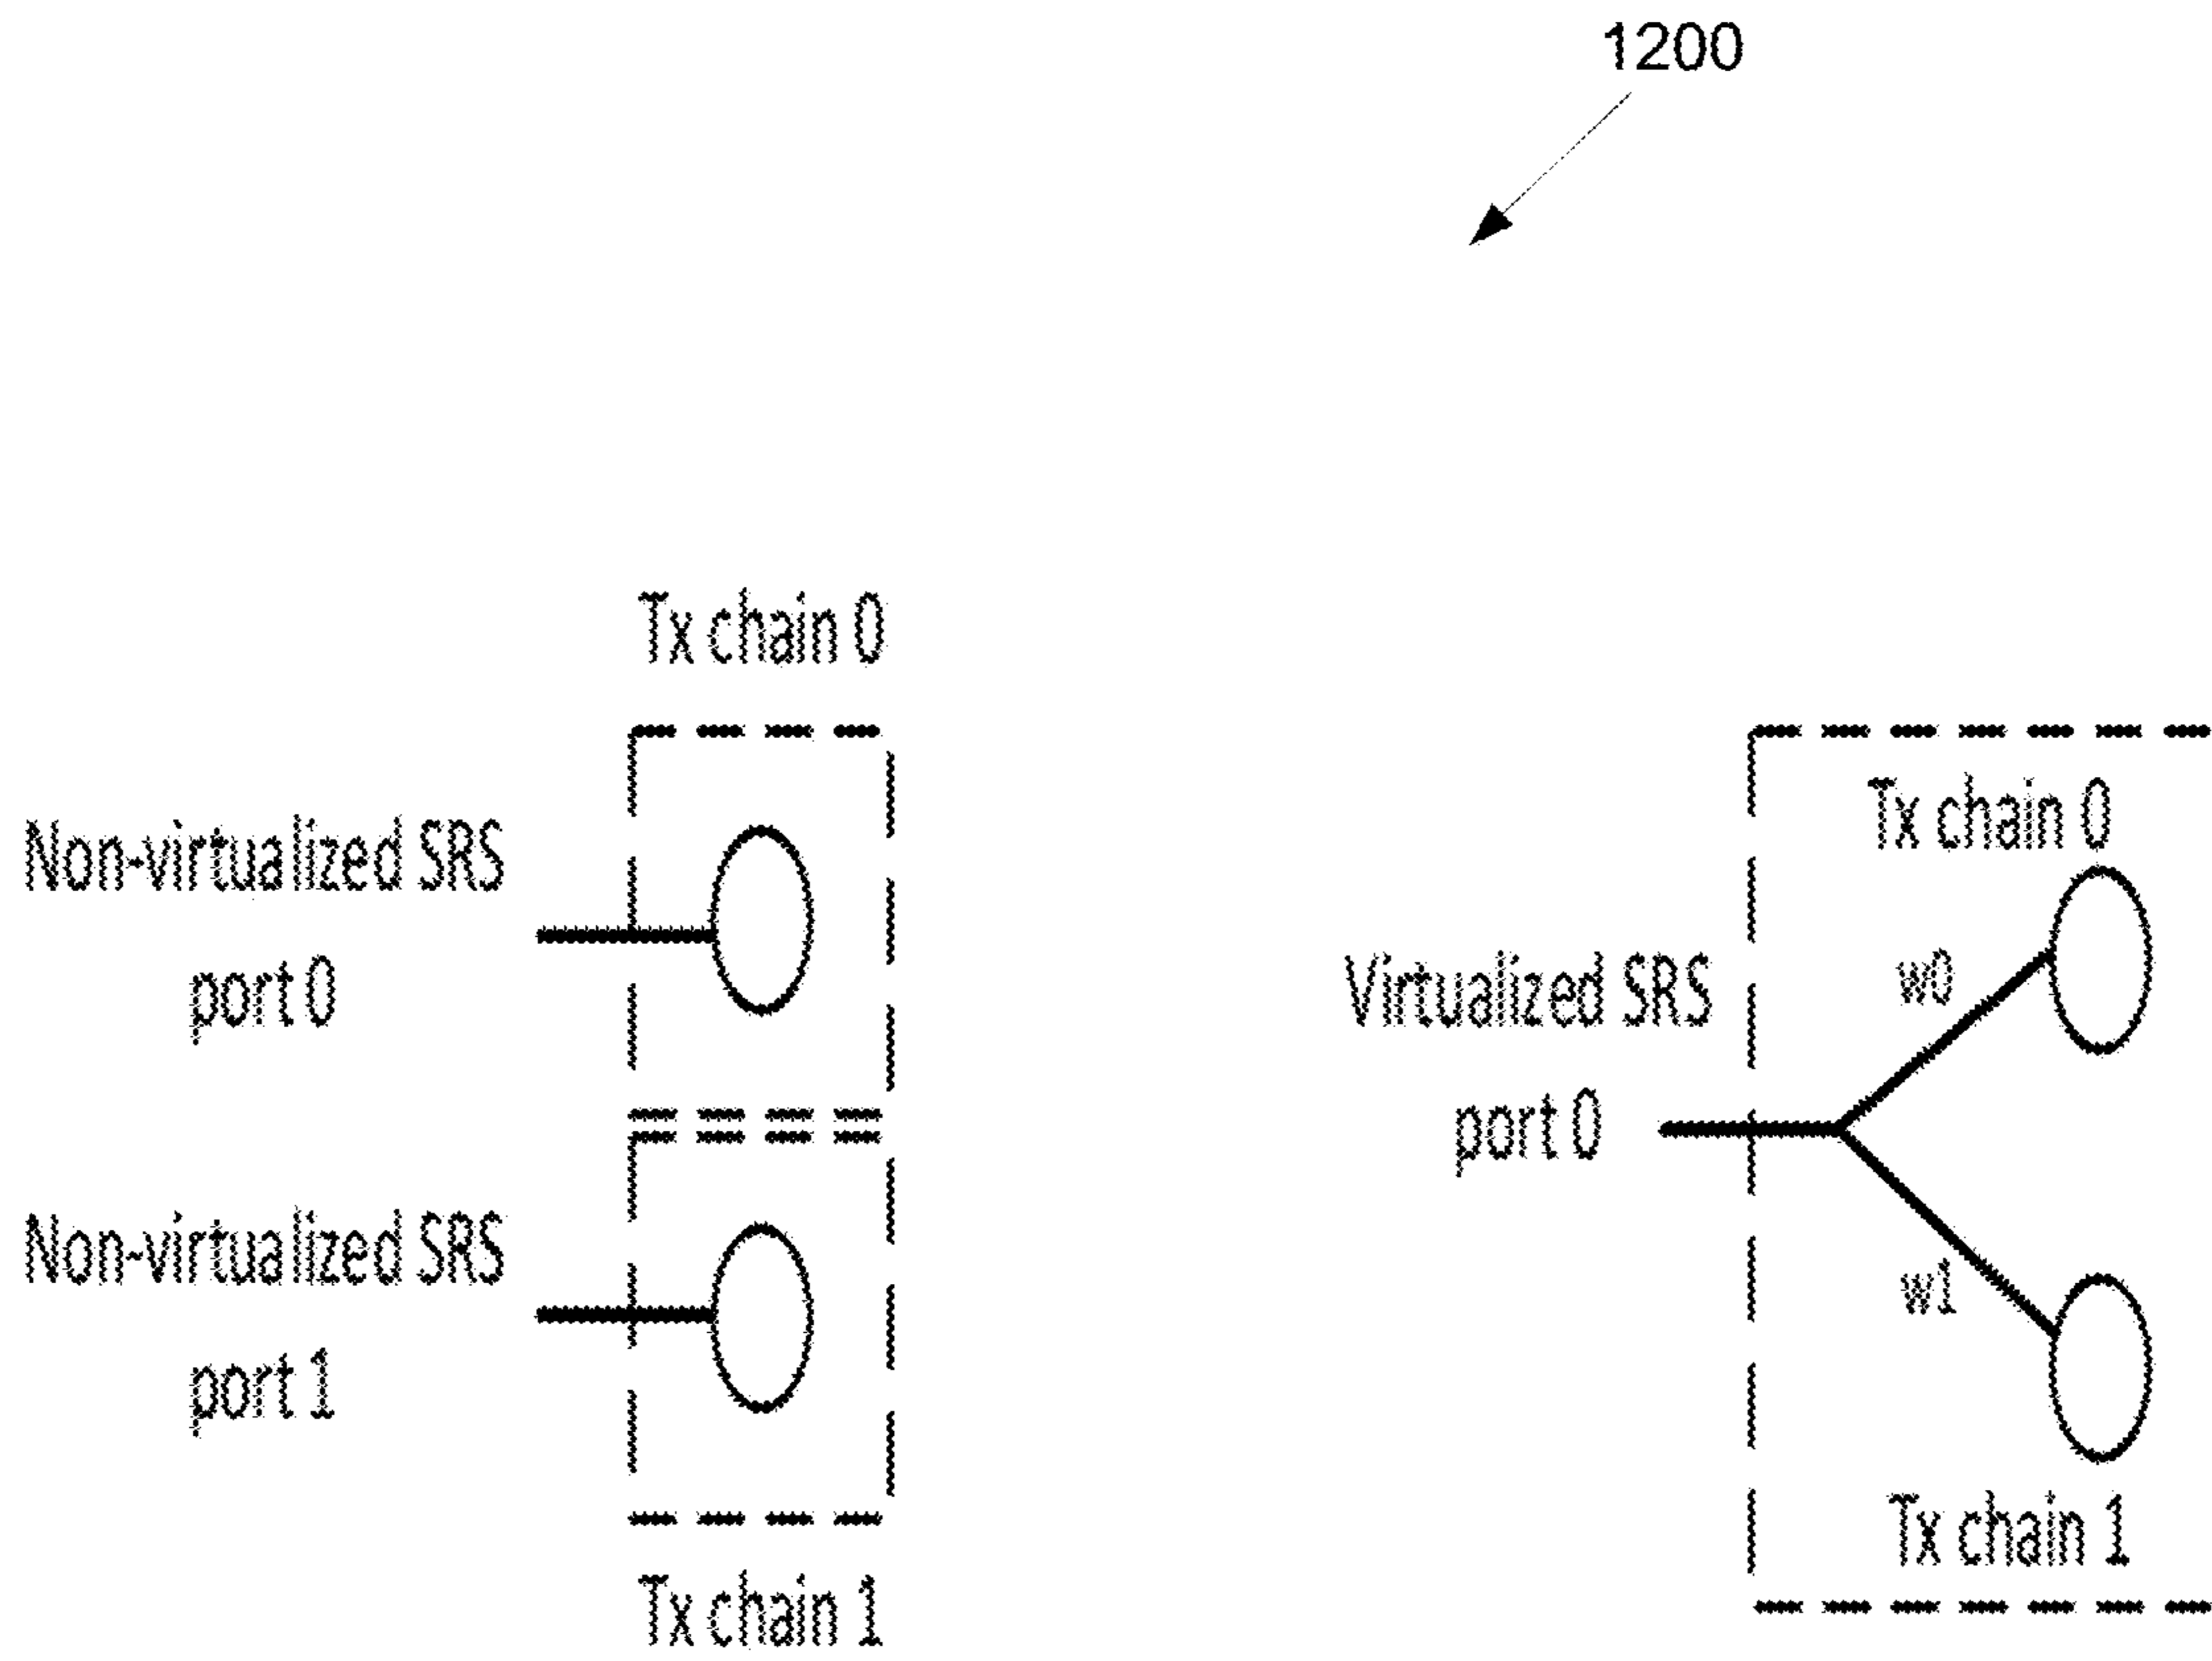 1200
Tx chain 0
Non-virtualized SRS
port 0
Non-virtualized SRS
port 1
Tx chain 1
Tx chain 0
w0
Virtualized SRS
port 0
w1
Tx chain 1